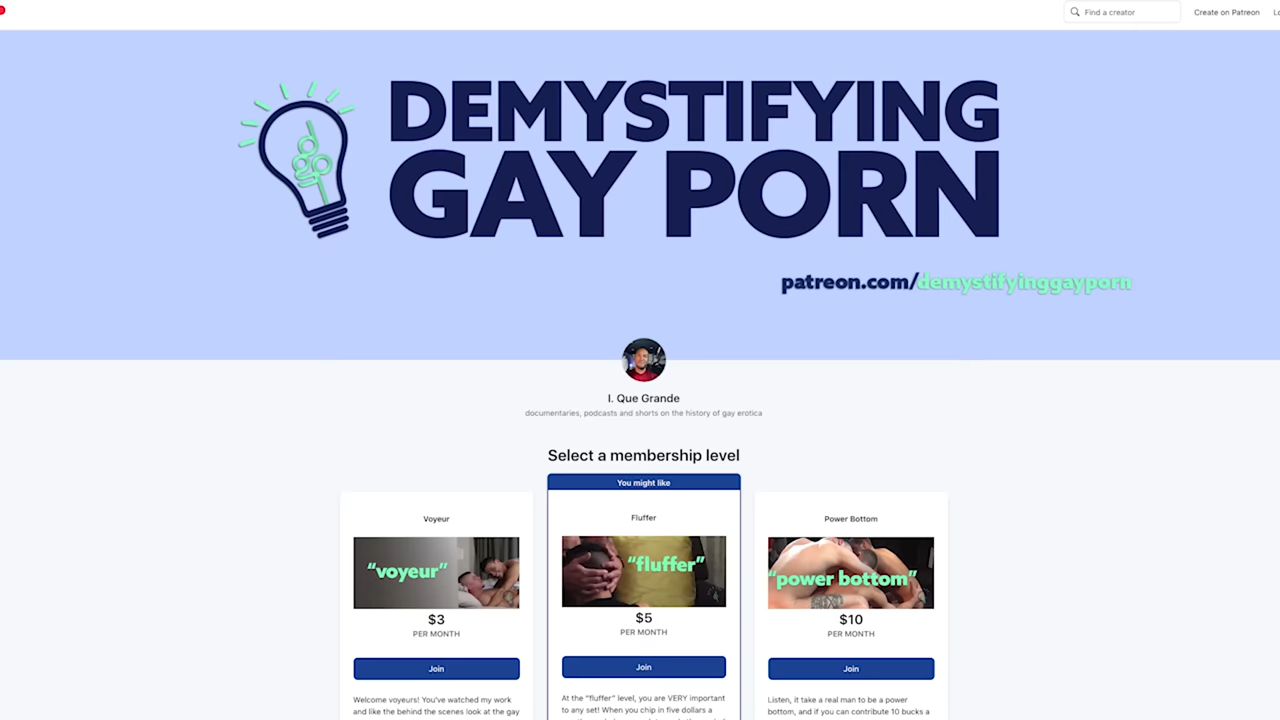 Find a creator
Create on Patreon
DEMYSTIFYING
GAY PORN
patreon.com/demystifyinggayporn
I. Que Grande
documentaries, podcasts and shorts on the history of gay erotica
Select a membership level
You might like
Voyeur
"voyeur"
$3
PER MONTH
Join
Welcome voyeurs! You've watched my work
and like the behind the scenes look at the gay
Fluffer
"fluffer"
$5
PER MONTH
Join
At the "fluffer" level, you are VERY important
to any set! When you chip in five dollars a
Power Bottom
"power bottom"
$10
PER MONTH
Join
Listen, it take a real man to be a power
bottom, and if you can contribute 10 bucks a